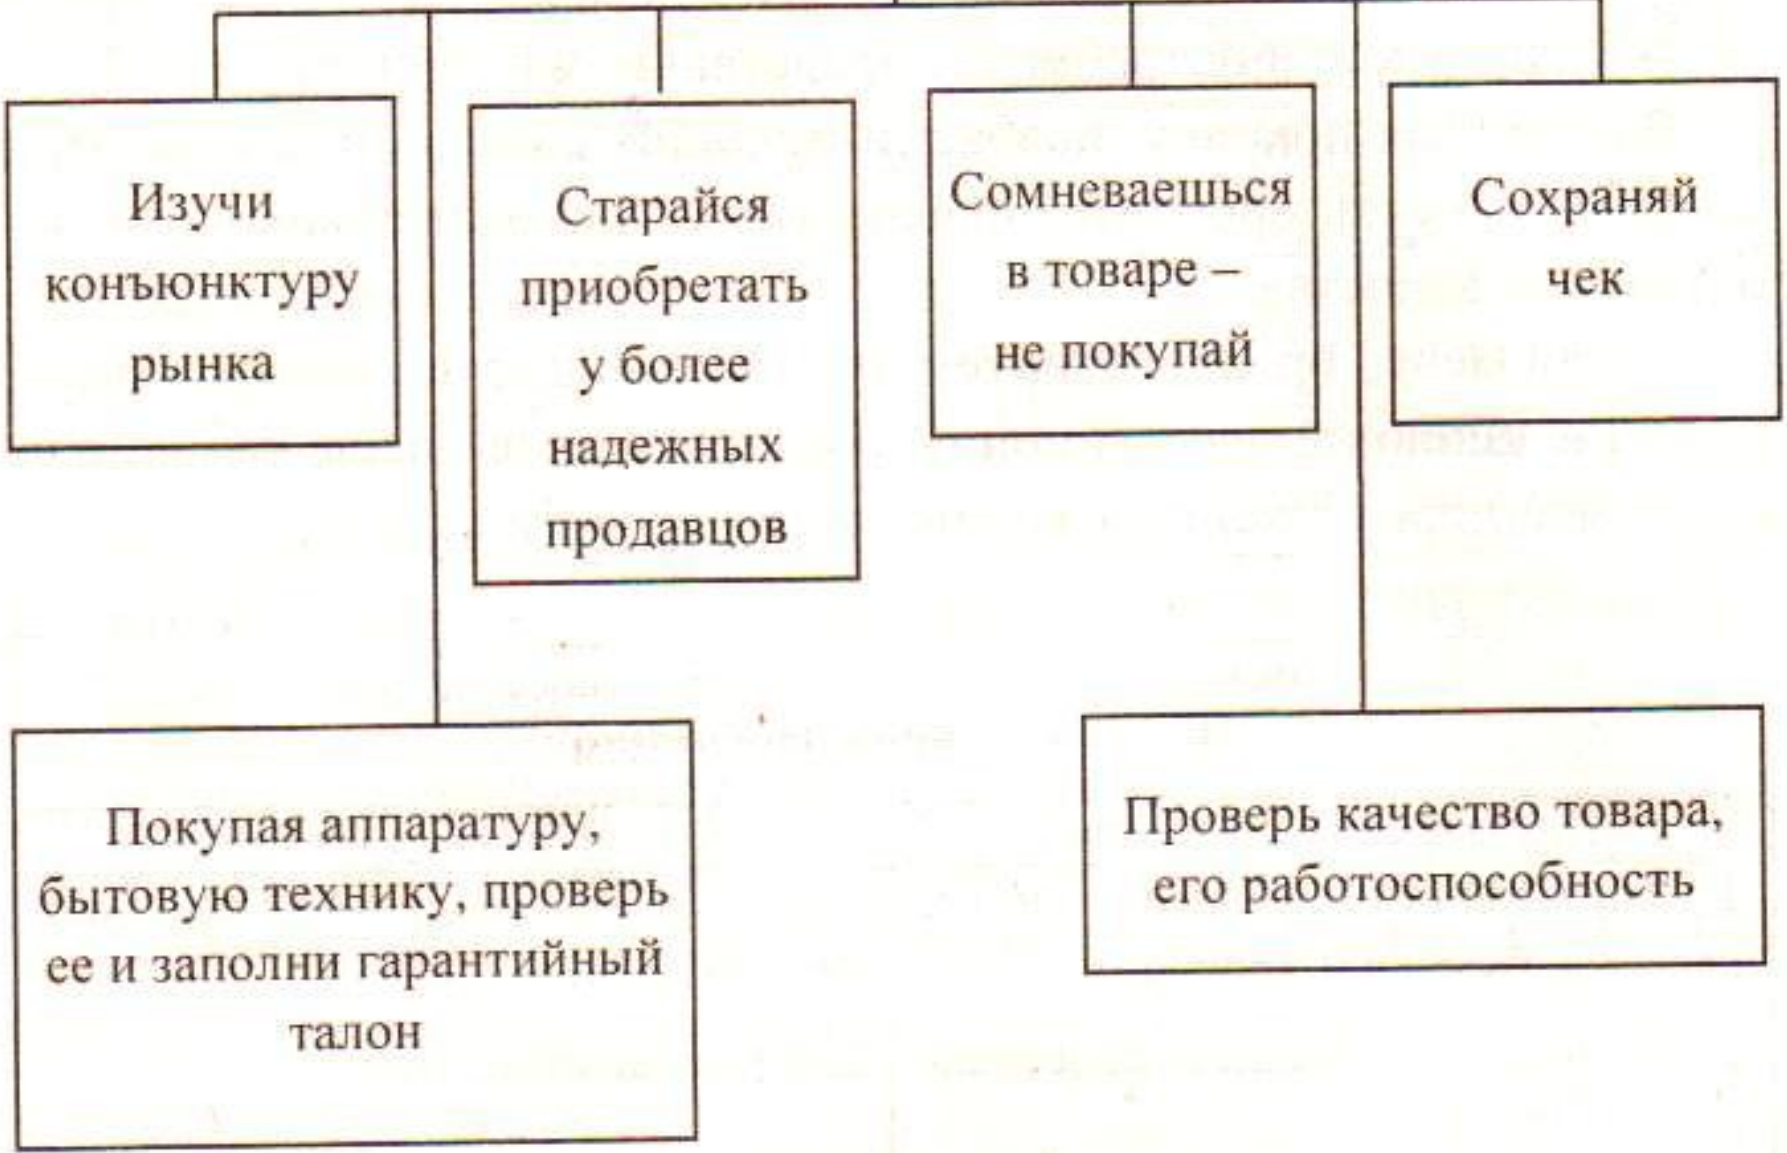 Изучи
конъюнктуру
рынка
Старайся
приобретать
у более
надежных
продавцов
Сомневаешься
в товаре –
не покупай
Сохраняй
чек
Покупая аппаратуру,
бытовую технику, проверь
ее и заполни гарантийный
талон
Проверь качество товара,
его работоспособность